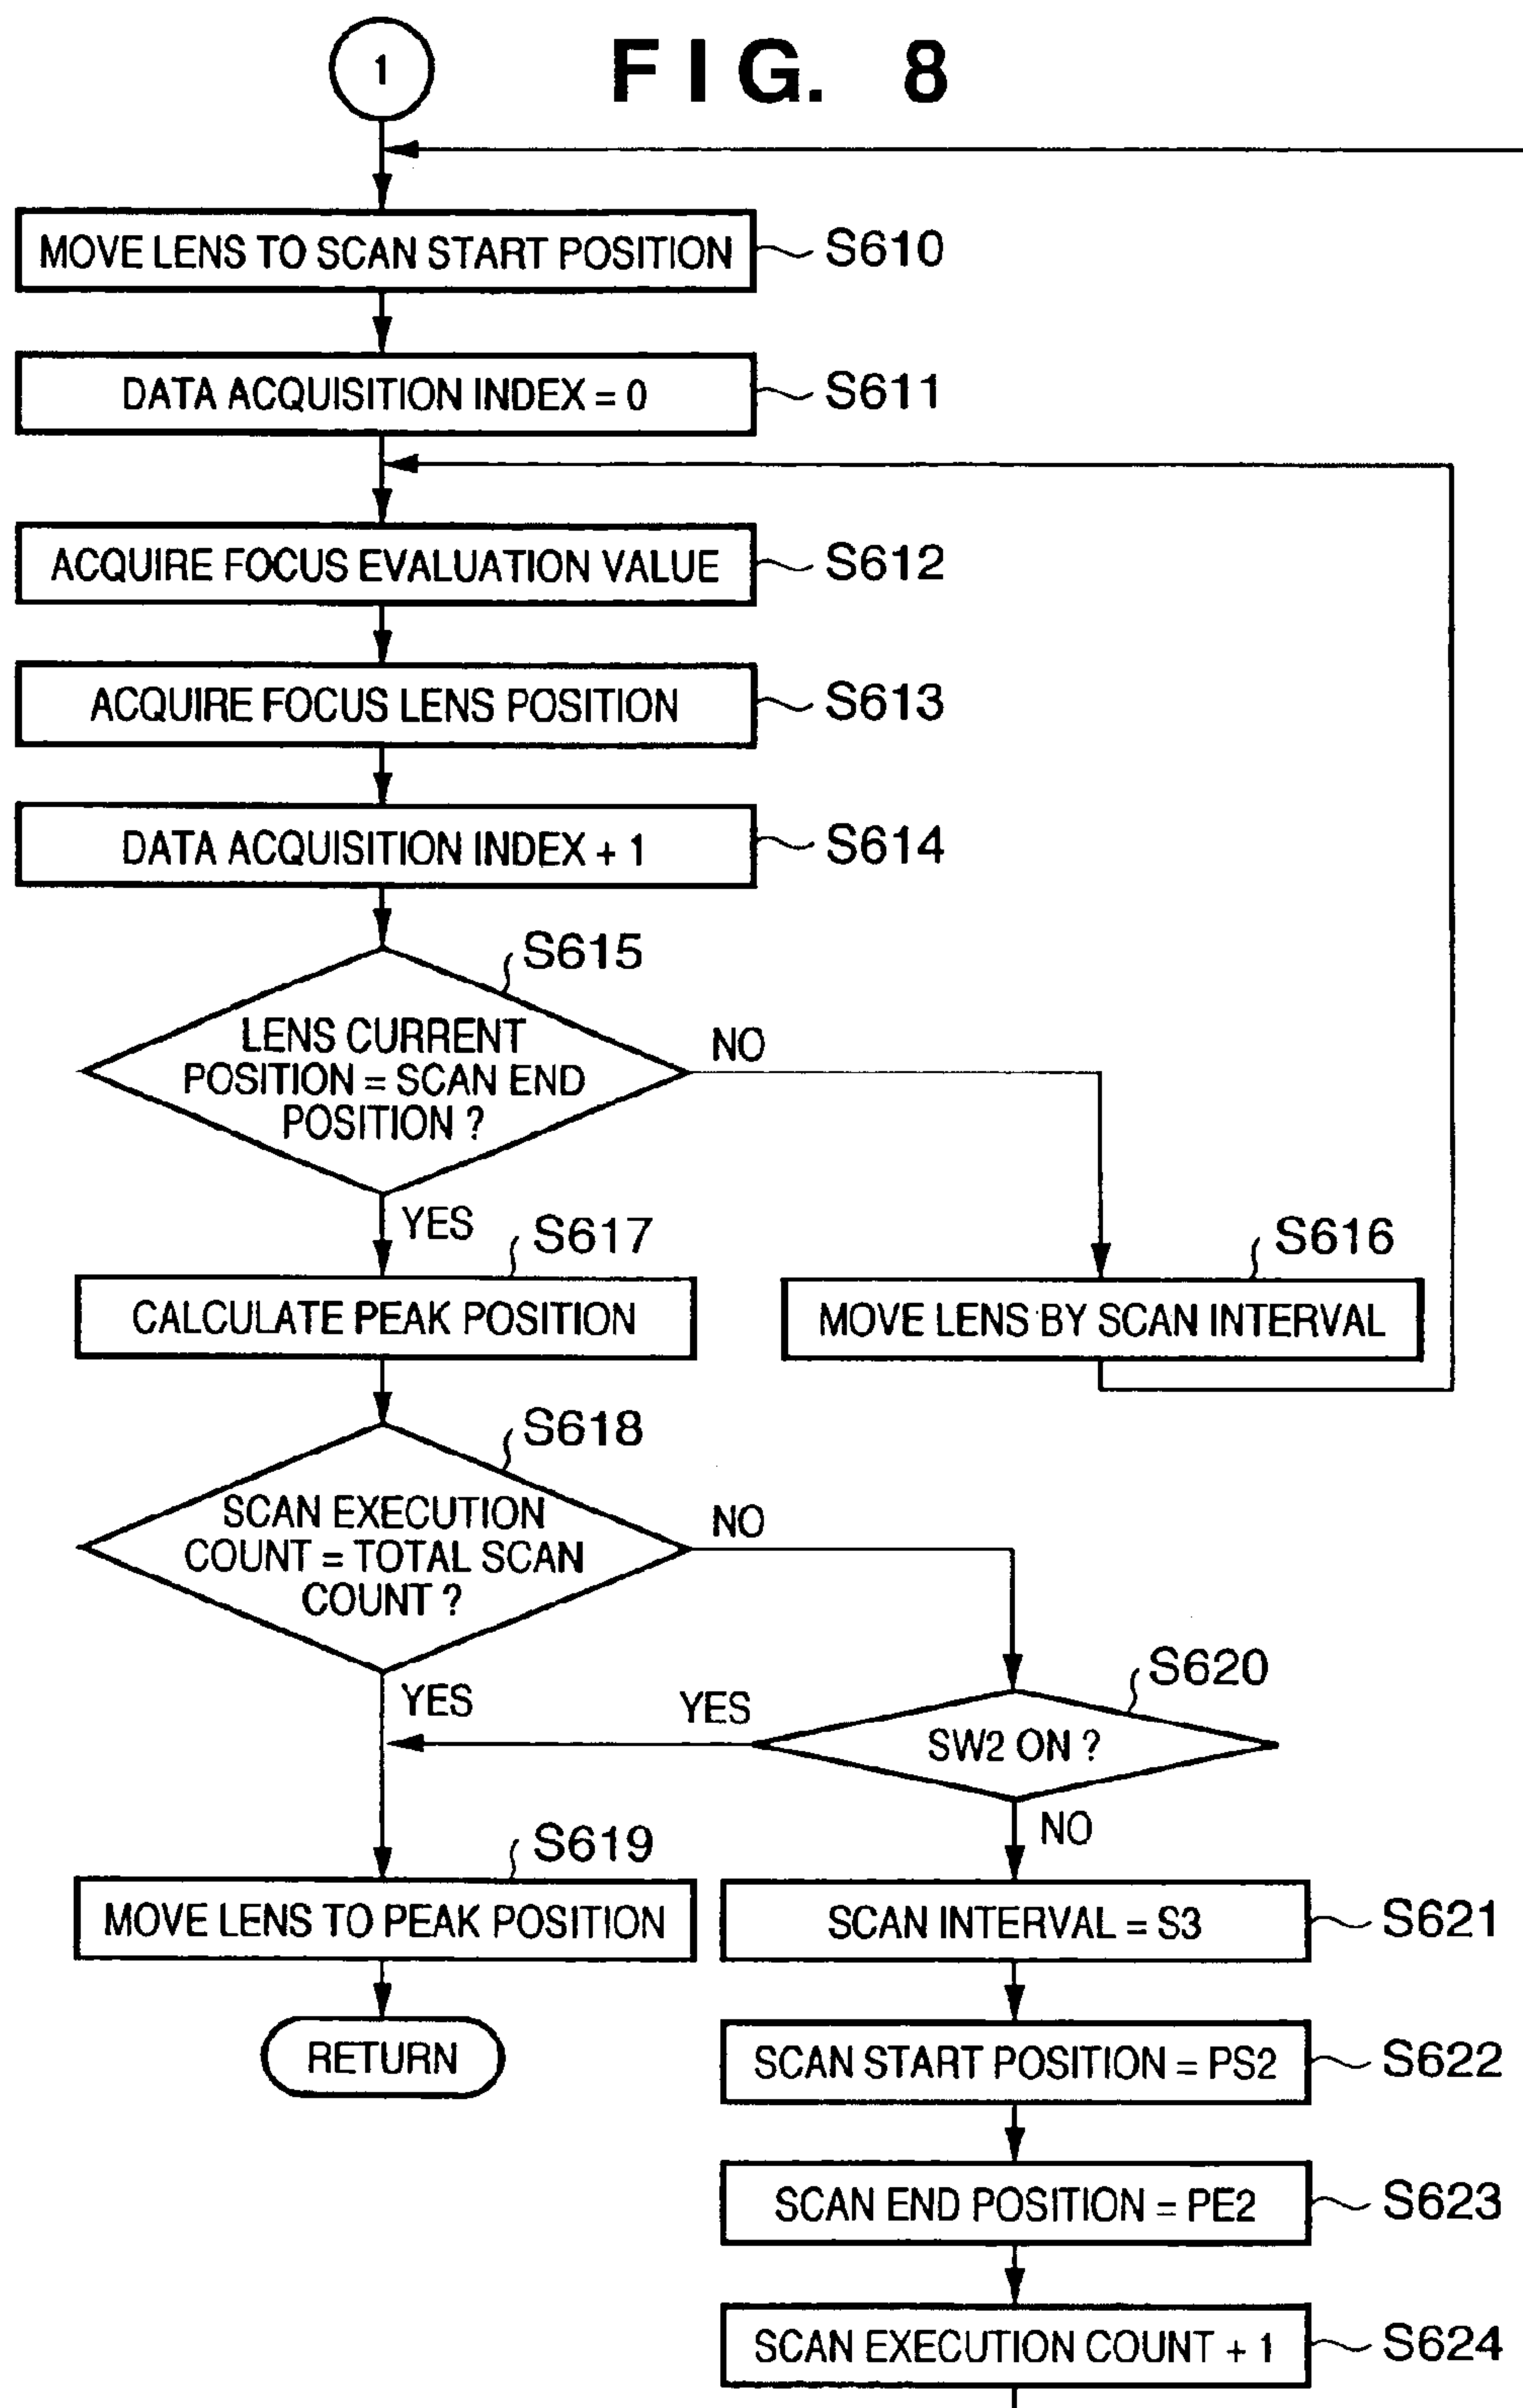 1
FIG. 8
MOVE LENS TO SCAN START POSITION
S610
DATA ACQUISITION INDEX = 0
S611
ACQUIRE FOCUS EVALUATION VALUE
S612
ACQUIRE FOCUS LENS POSITION
S613
DATA ACQUISITION INDEX + 1
S614
S615
LENS CURRENT
POSITION = SCAN END
POSITION ?
NO
YES
S617
CALCULATE PEAK POSITION
S616
MOVE LENS BY SCAN INTERVAL
S618
SCAN EXECUTION
COUNT = TOTAL SCAN
COUNT ?
NO
YES
S620
SW2 ON ?
YES
NO
S619
MOVE LENS TO PEAK POSITION
RETURN
SCAN INTERVAL = S3
S621
SCAN START POSITION = PS2
S622
SCAN END POSITION = PE2
S623
SCAN EXECUTION COUNT + 1
S624